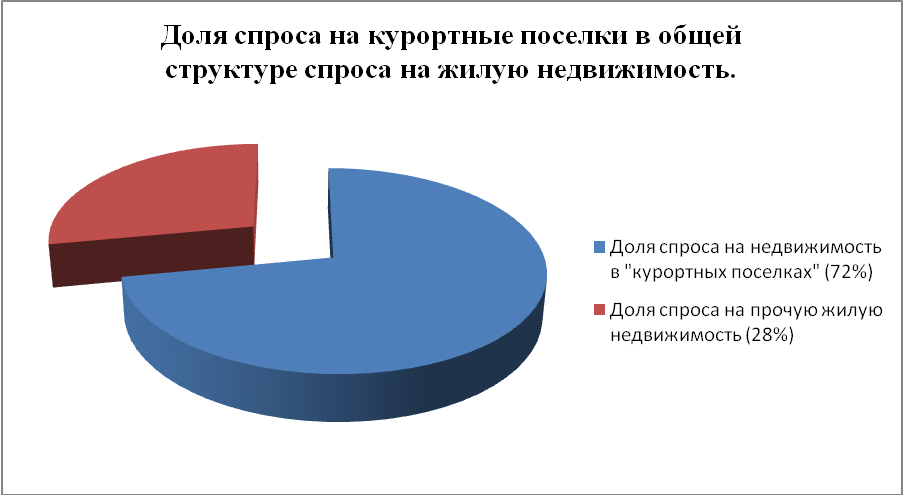 Доля спроса на курортные поселки в общей
структуре спроса на жилую недвижимость.
Доля спроса на недвижимость
в "курортных поселках" (72%)
Доля спроса на прочую жилую
недвижимость (28%)